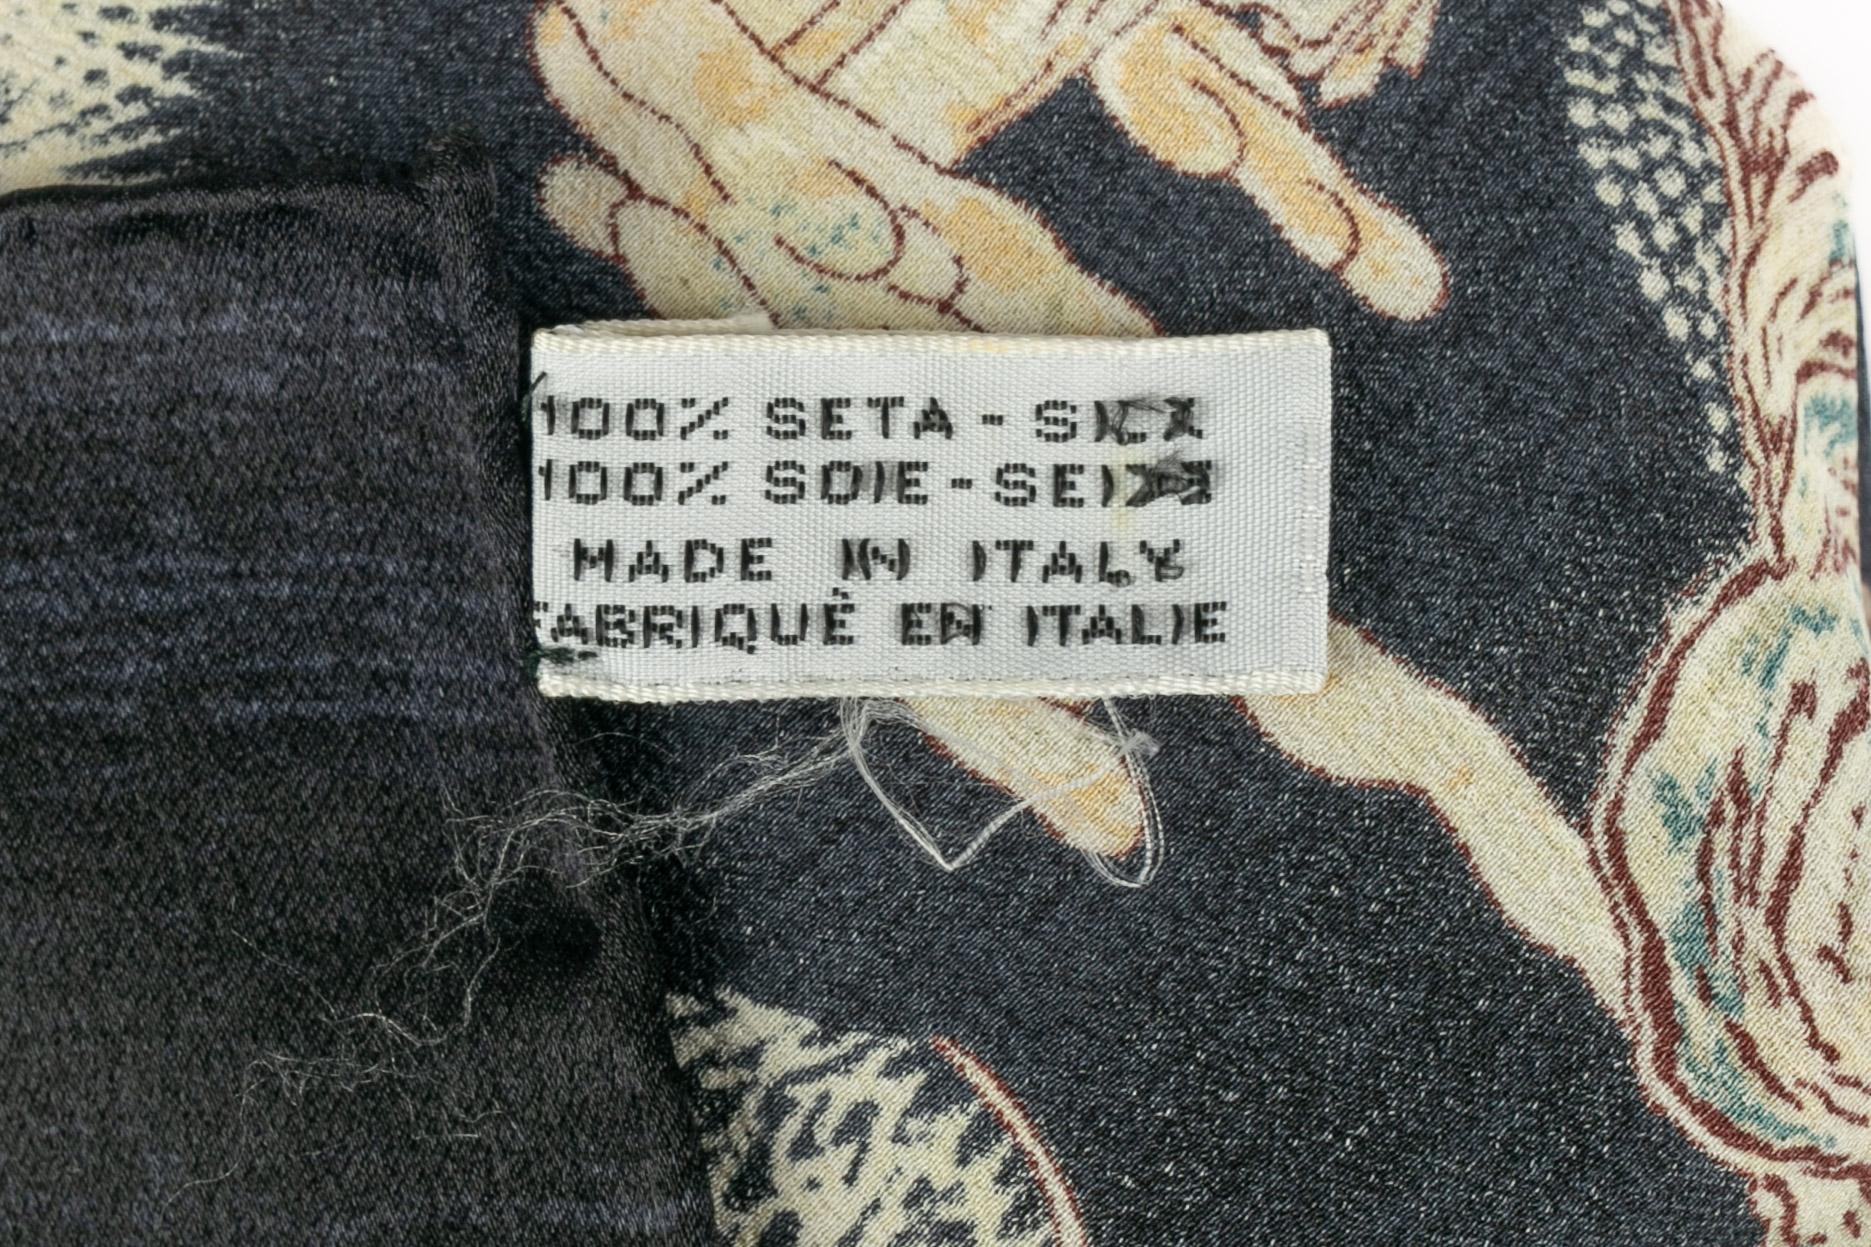 100% SETA - SILK
100% SOIE - SEIDE
MADE IN ITALY
FABRIQUÉ EN ITALIE